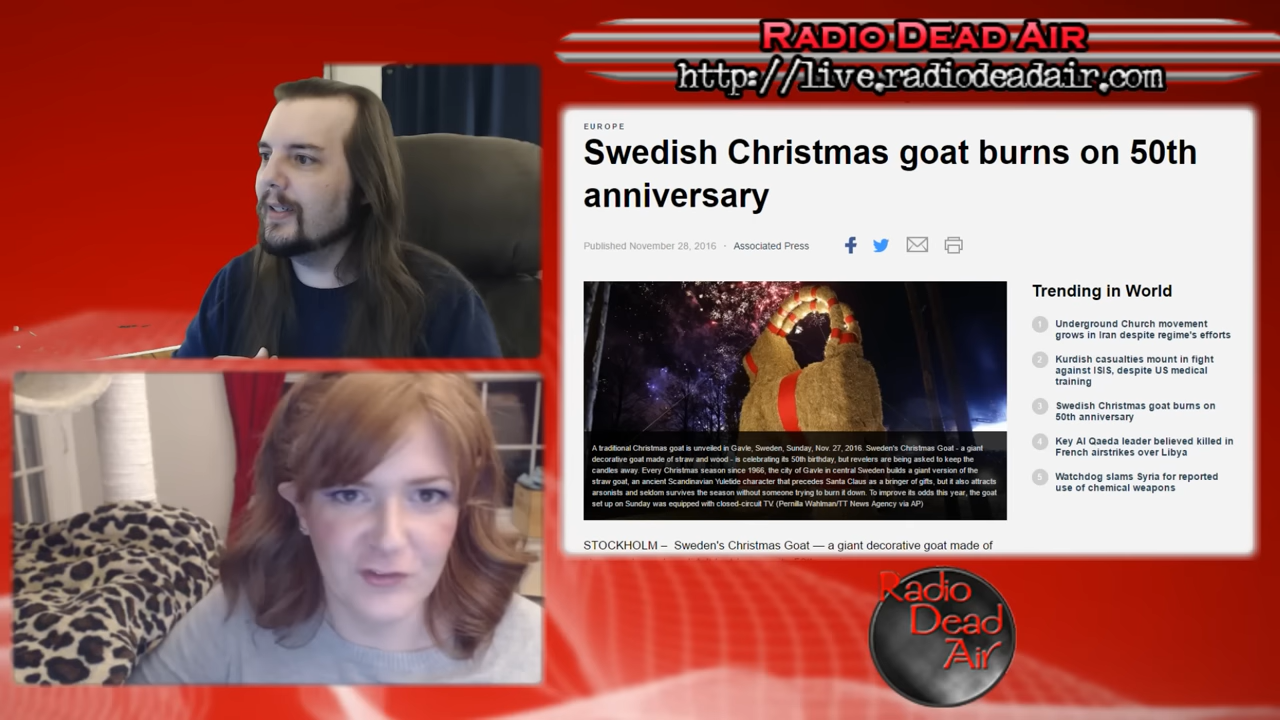 RADIO DEAD AIR
http://live.radiodeadair.com
EUROPE
Swedish Christmas goat burns on 50th
anniversary
Published November 28, 2016 · Associated Press
A traditional Christmas goat is unveiled in Gavle, Sweden, Sunday, Nov. 27, 2016. Sweden's Christmas Goat - a giant
decorative goat made of straw and wood - is celebrating its 50th birthday, but revelers are being asked to keep the
candles away. Every Christmas season since 1966, the city of Gavle in central Sweden builds a giant version of the
straw goat, an ancient Scandinavian Yuletide character that precedes Santa Claus as a bringer of gifts, but it also attracts
arsonists and seldom survives the season without someone trying to burn it down. To improve its odds this year, the goat
set up on Sunday was equipped with closed-circuit TV. (Pernilla Wahlman/TT News Agency via AP)
STOCKHOLM – Sweden's Christmas Goat — a giant decorative goat made of
Trending in World
1 Underground Church movement
grows in Iran despite regime's efforts
2 Kurdish casualties mount in fight
against ISIS, despite US medical
training
3 Swedish Christmas goat burns on
50th anniversary
4 Key Al Qaeda leader believed killed in
French airstrikes over Libya
5 Watchdog slams Syria for reported
use of chemical weapons
Radio
Dead
Air